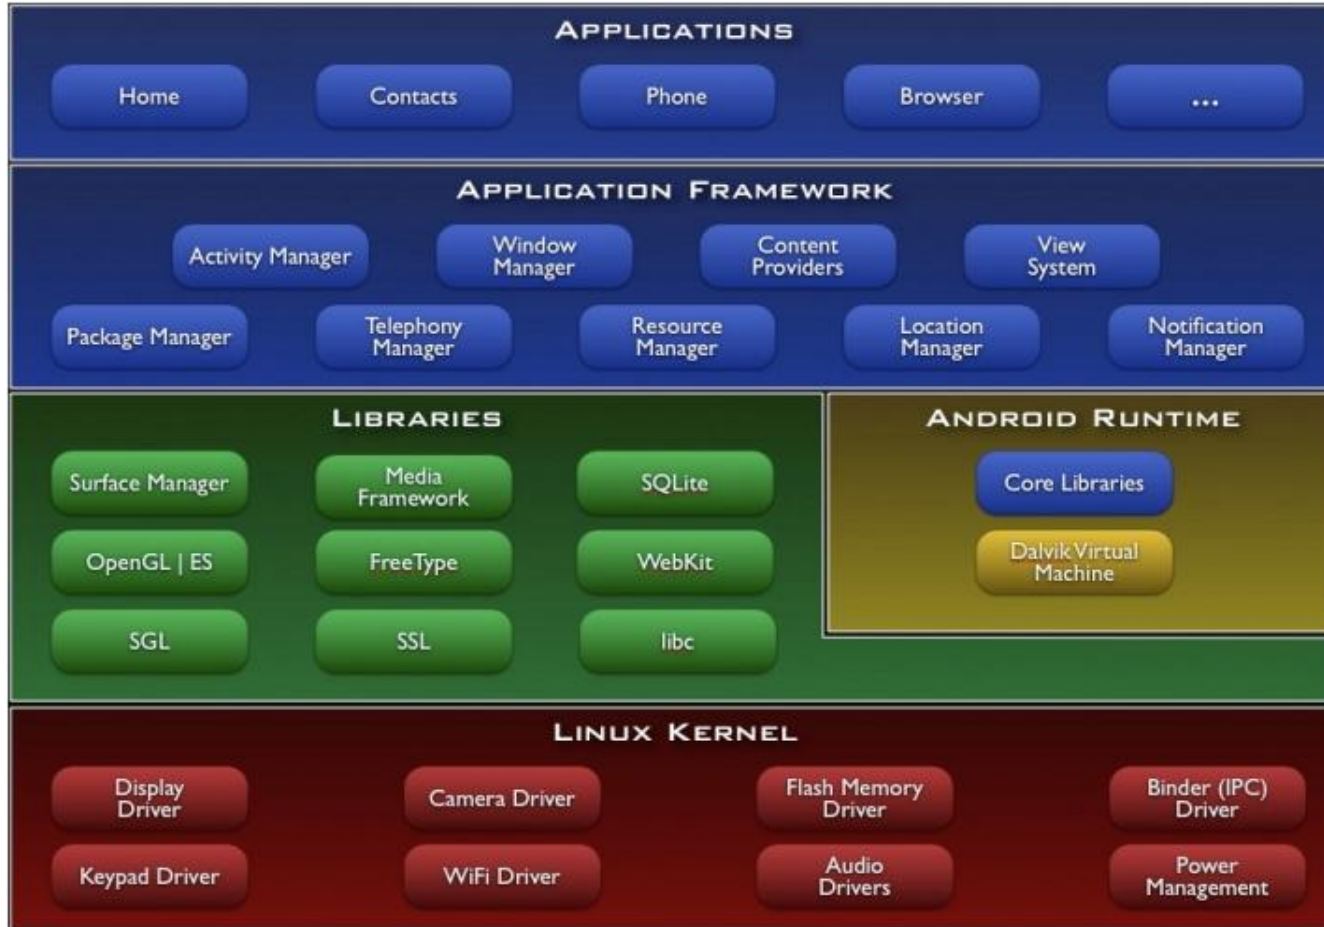 APPLICATIONS
Home
Contacts
Phone
Browser
...
APPLICATION FRAMEWORK
Activity Manager
Window
Manager
Content
Providers
View
System
Package Manager
Telephony
Manager
Resource
Manager
Location
Manager
Notification
Manager
LIBRARIES
Surface Manager
Media
Framework
SQLite
OpenGL | ES
FreeType
WebKit
SGL
SSL
libc
ANDROID RUNTIME
Core Libraries
Dalvik Virtual
Machine
LINUX KERNEL
Display
Driver
Camera Driver
Flash Memory
Driver
Binder (IPC)
Driver
Keypad Driver
WiFi Driver
Audio
Drivers
Power
Management